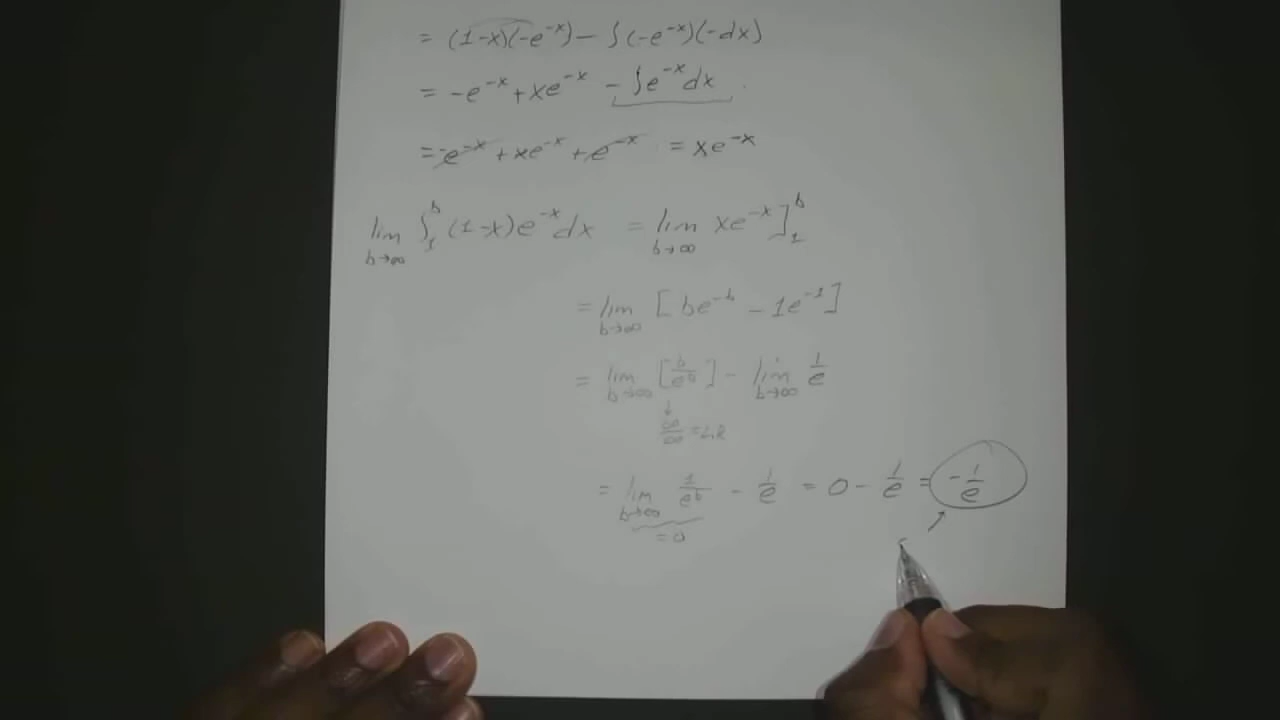 = (1-x)(-e^-x) - ∫(-e^-x)(-dx)
= -e^-x + xe^-x - ∫e^-x dx
= -e^-x + xe^-x + e^-x = xe^-x
lim b→∞ ∫_1^b (1-x)e^-x dx = lim b→∞ xe^-x]_1^b
= lim b→∞ [be^-b - 1e^-1]
= lim b→∞ [b/e^b] - lim b→∞ 1/e
↓
∞/∞ = LR
= lim b→∞ 1/e^b - 1/e = 0 - 1/e = -1/e
= 0